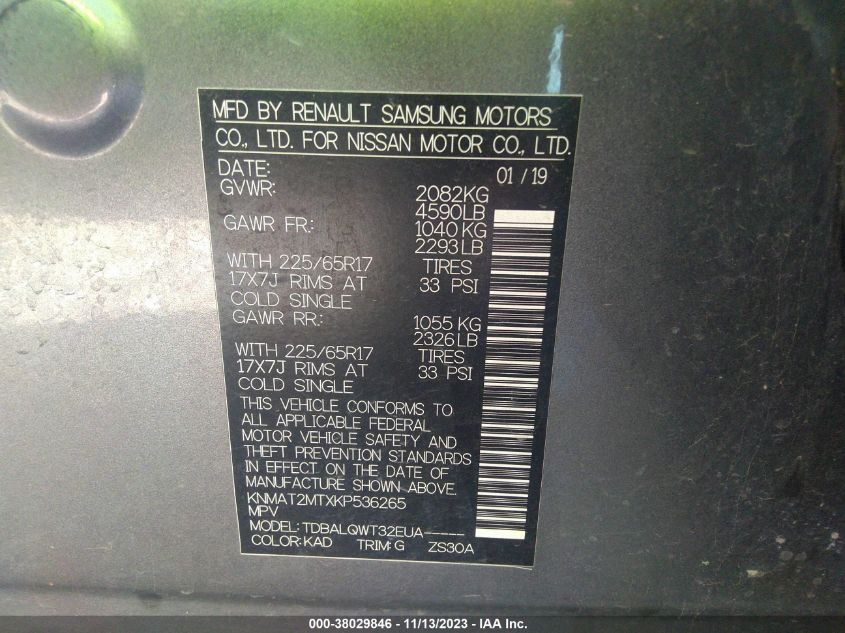 MFD BY RENAULT SAMSUNG MOTORS
CO., LTD. FOR NISSAN MOTOR CO., LTD.
DATE: 01 / 19
GVWR: 2082KG
4590LB
GAWR FR.: 1040 KG
2293LB
WITH 225/65R17 TIRES
17X7J RIMS AT 33 PSI
COLD SINGLE
GAWR RR.: 1055 KG
2326LB
WITH 225/65R17 TIRES
17X7J RIMS AT 33 PSI
COLD SINGLE
THIS VEHICLE CONFORMS TO
ALL APPLICABLE FEDERAL
MOTOR VEHICLE SAFETY AND
THEFT PREVENTION STANDARDS
IN EFFECT ON THE DATE OF
MANUFACTURE SHOWN ABOVE.
KNMAT2MTXKP536265
MPV
MODEL: TDBALQWT32EUA-----
COLOR: KAD TRIM: G ZS30A
000-38029846 - 11/13/2023 - IAA Inc.